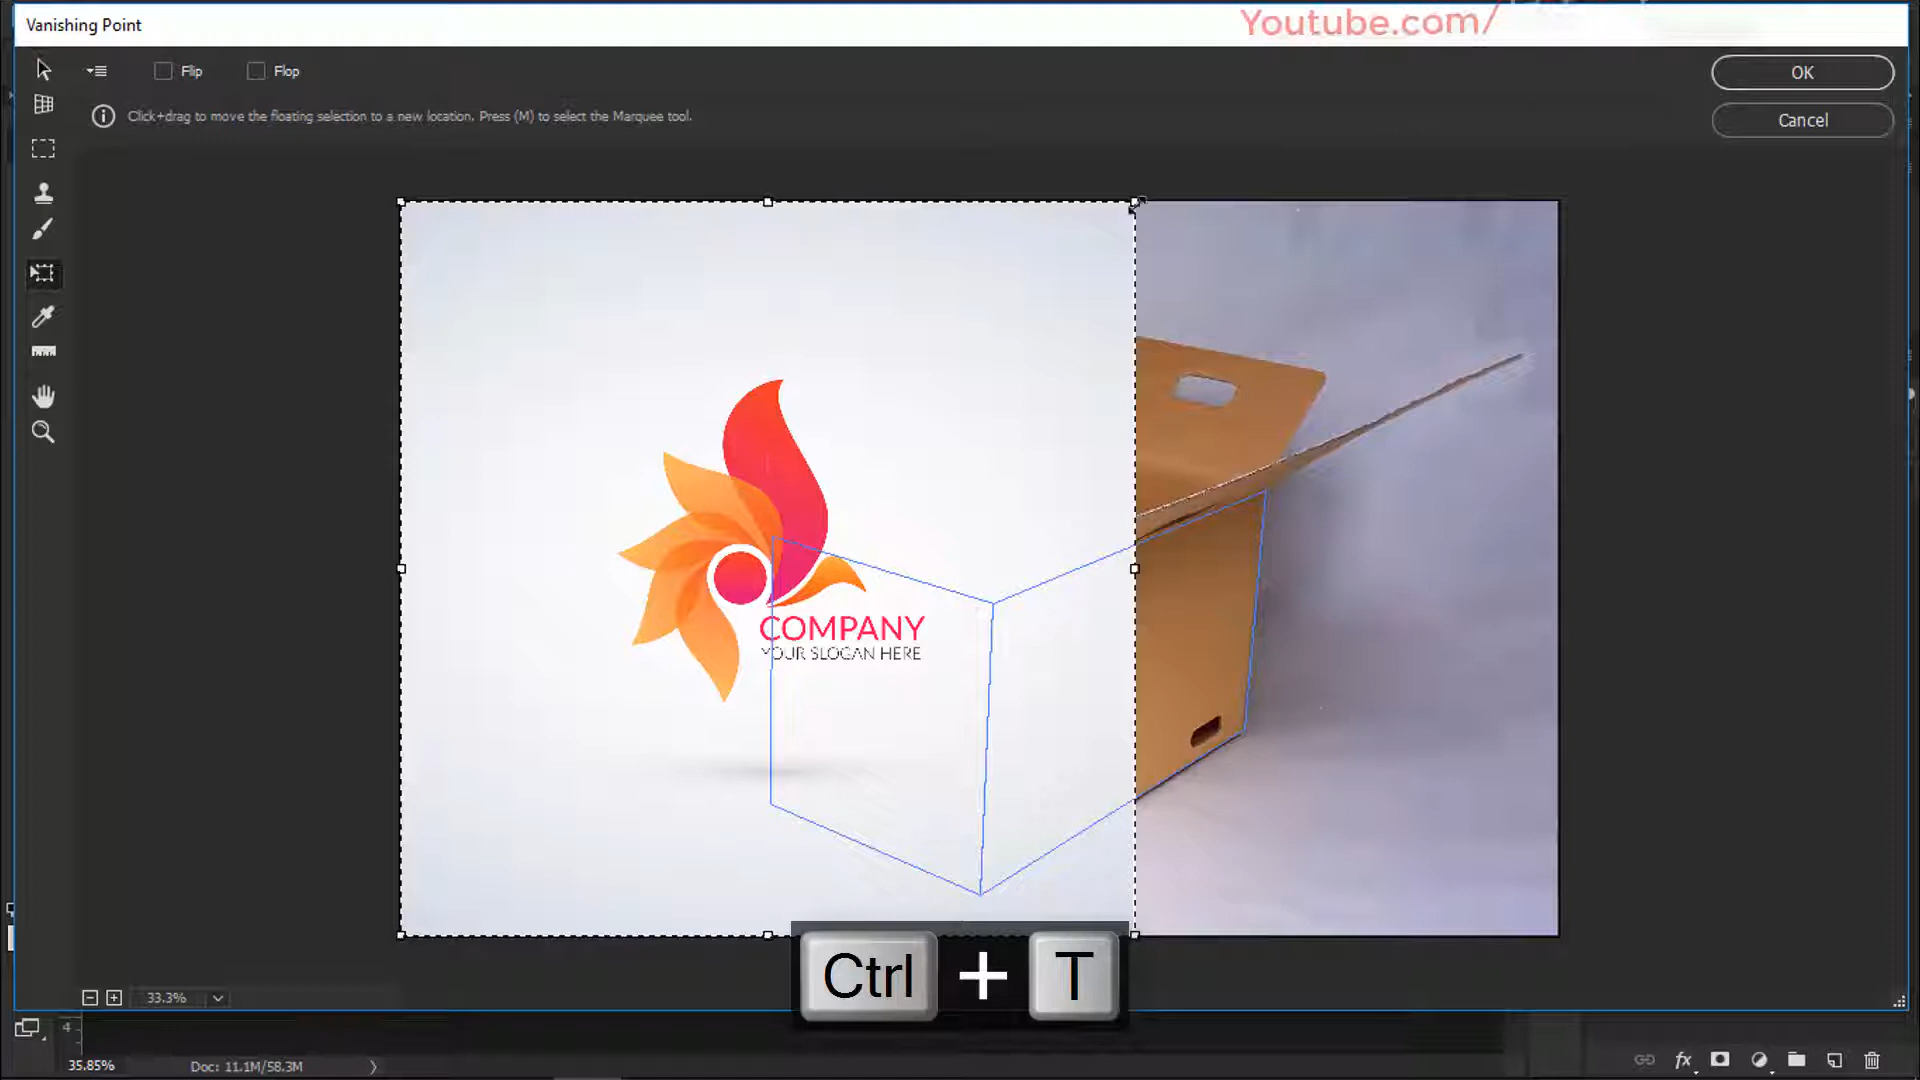 Vanishing Point
Youtube.com/
Flip
Flop
OK
Click+drag to move the floating selection to a new location. Press (M) to select the Marquee tool.
Cancel
COMPANY
YOUR SLOGAN HERE
Ctrl + T
33.3%
4
35.85%
Doc: 11.1M/58.3M
fx